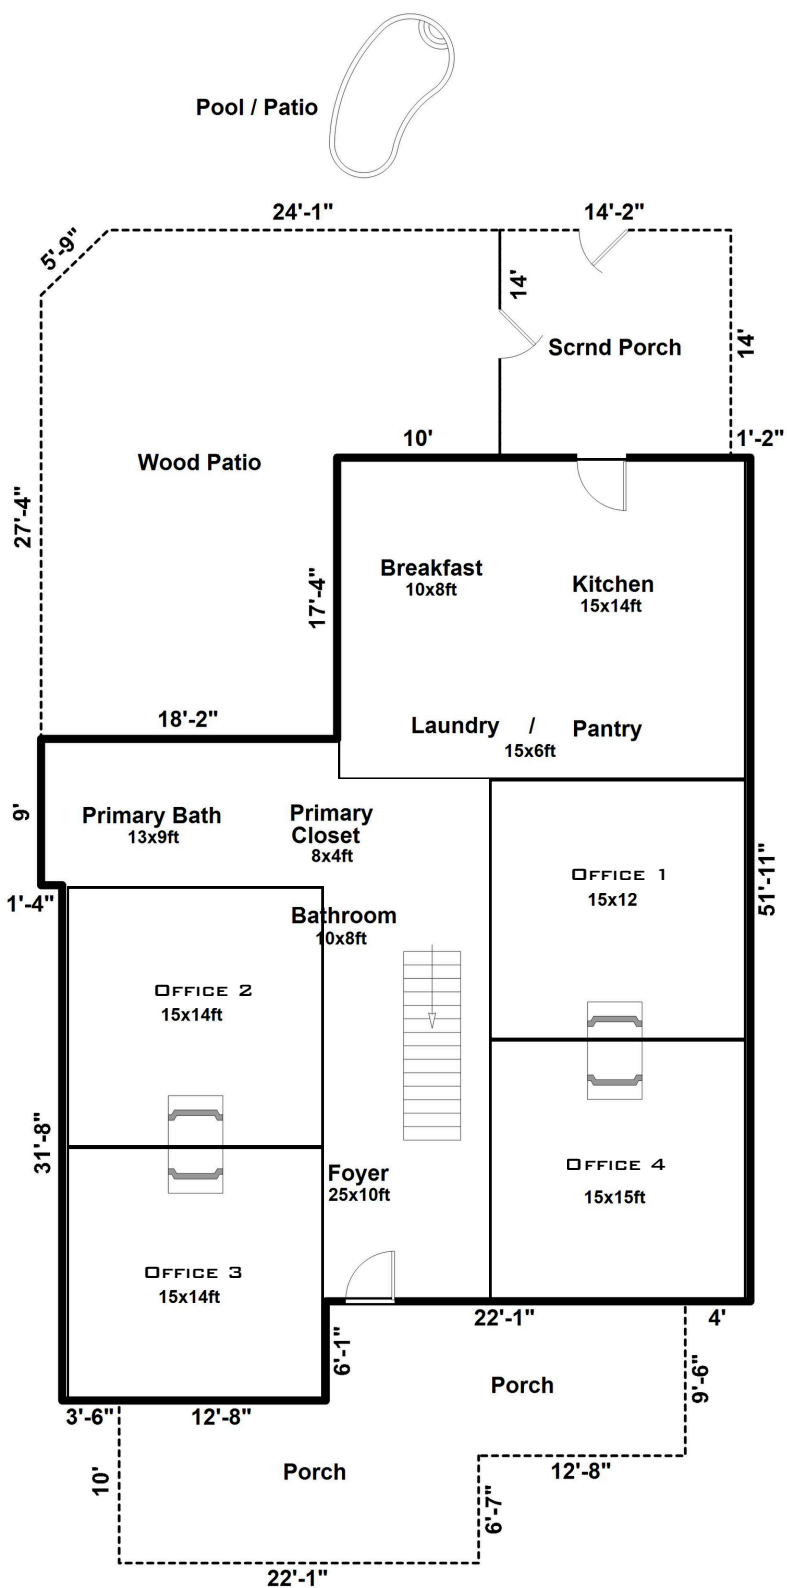 Pool / Patio
24'-1"
14'-2"
5'-9"
14'
Scrnd Porch
14'
10'
1'-2"
Wood Patio
27'-4"
17'-4"
Breakfast
10x8ft
Kitchen
15x14ft
18'-2"
Laundry / Pantry
15x6ft
9'
Primary Bath
13x9ft
Primary
Closet
8x4ft
Office 1
15x12
51'-11"
1'-4"
Bathroom
10x8ft
Office 2
15x14ft
31'-8"
Foyer
25x10ft
Office 4
15x15ft
Office 3
15x14ft
22'-1"
4'
6'-1"
9'-6"
Porch
3'-6"
12'-8"
10'
Porch
12'-8"
6'-7"
22'-1"